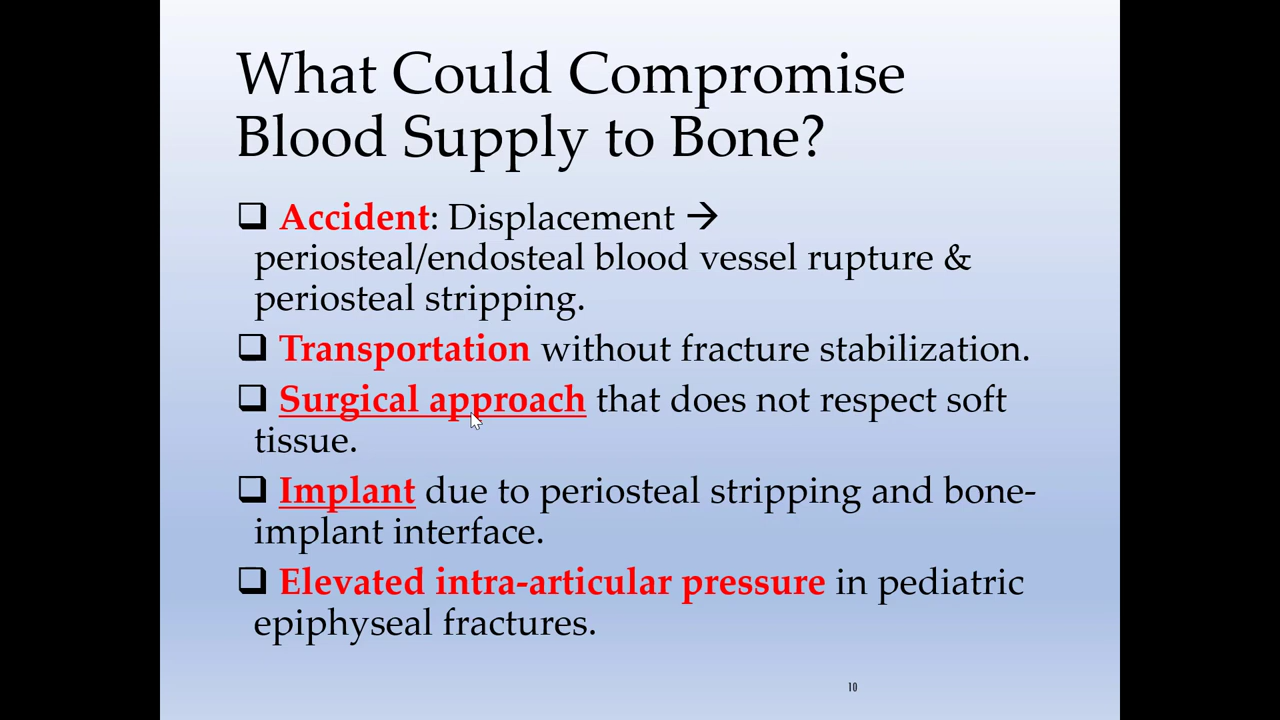 What Could Compromise
Blood Supply to Bone?
❑ Accident: Displacement →
periosteal/endosteal blood vessel rupture &
periosteal stripping.
❑ Transportation without fracture stabilization.
❑ Surgical approach that does not respect soft
tissue.
❑ Implant due to periosteal stripping and bone-
implant interface.
❑ Elevated intra-articular pressure in pediatric
epiphyseal fractures.
10